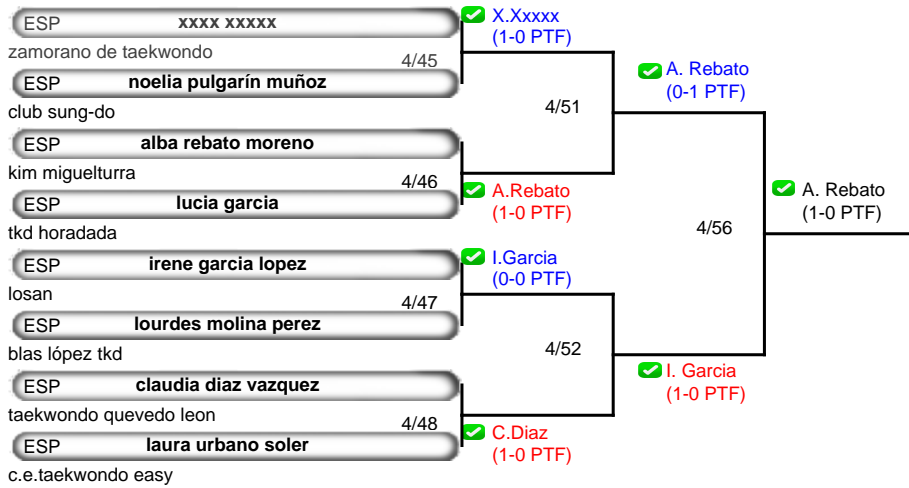 ESP xxxx xxxxx
X.Xxxxx
(1-0 PTF)
zamorano de taekwondo
4/45
ESP noelia pulgarín muñoz
A. Rebato
(0-1 PTF)
club sung-do
4/51
ESP alba rebato moreno
kim miguelturra
4/46
A.Rebato
(1-0 PTF)
A. Rebato
(1-0 PTF)
ESP lucia garcia
tkd horadada
4/56
ESP irene garcia lopez
I.Garcia
(0-0 PTF)
losan
4/47
ESP lourdes molina perez
blas lópez tkd
4/52
ESP claudia diaz vazquez
I. Garcia
(1-0 PTF)
taekwondo quevedo leon
4/48
ESP laura urbano soler
C.Diaz
(1-0 PTF)
c.e.taekwondo easy